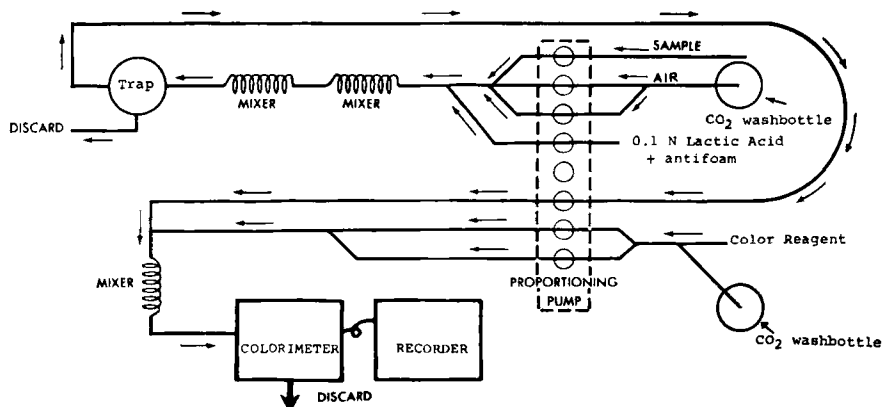 SAMPLE
AIR
CO2 washbottle
0.1 N Lactic Acid
+ antifoam
Trap
MIXER
MIXER
DISCARD
Color Reagent
MIXER
PROPORTIONING
PUMP
CO2 washbottle
COLORIMETER
RECORDER
DISCARD